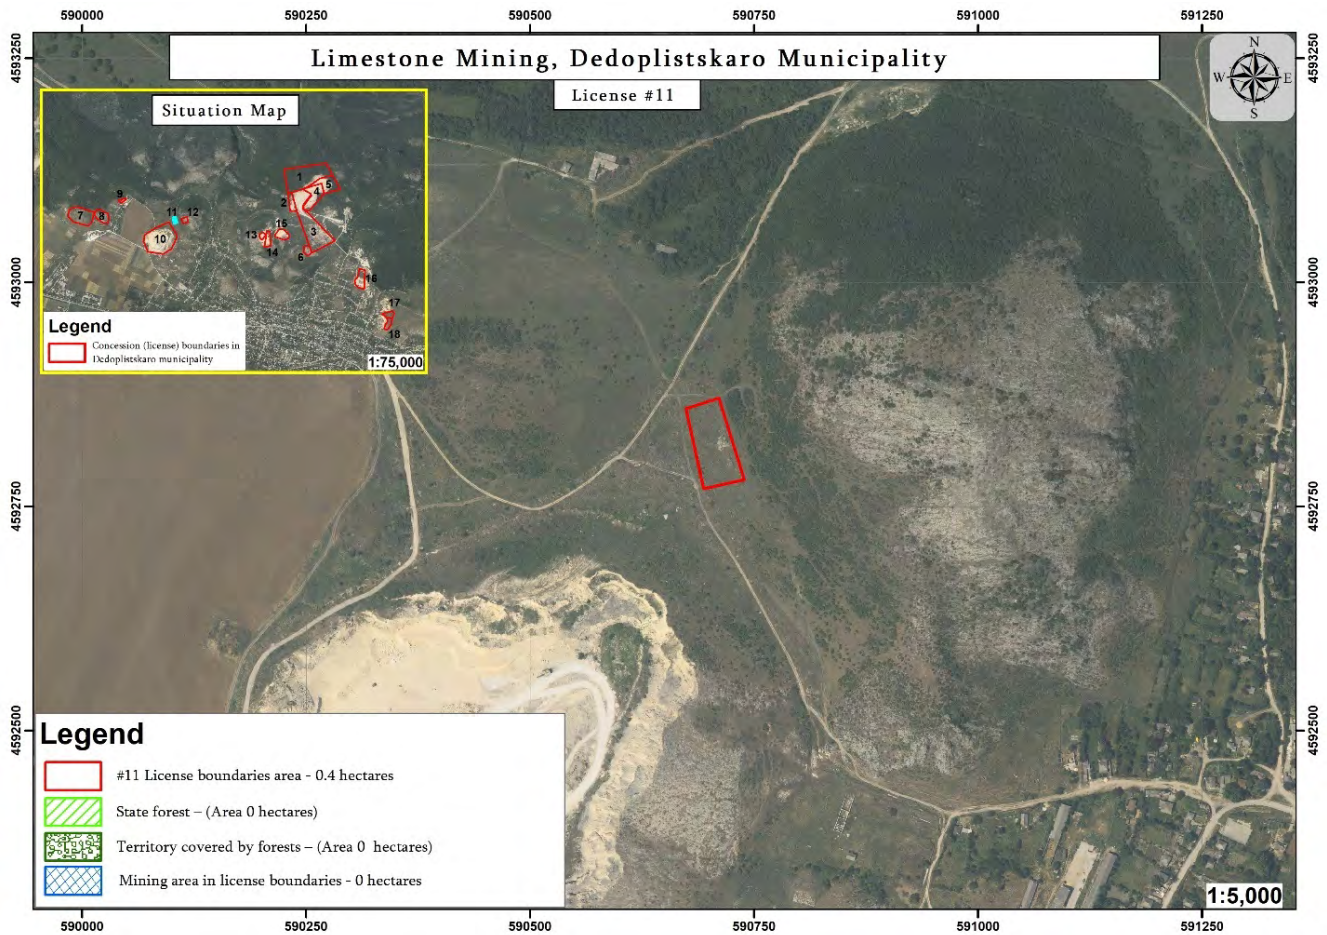 590000 590250 590500 590750 591000 591250
4593250 4593250
Limestone Mining, Dedoplistskaro Municipality
License #11
N
W E
S
Situation Map
1
5
4
9
2
11 12
7 8
15
3
13
10
14
6
16
17
18
Legend
Concession (license) boundaries in
Dedoplistskaro municipality
1:75,000
4593000 4593000
4592750 4592750
4592500 4592500
Legend
#11 License boundaries area - 0.4 hectares
State forest – (Area 0 hectares)
Territory covered by forests – (Area 0 hectares)
Mining area in license boundaries - 0 hectares
1:5,000
590000 590250 590500 590750 591000 591250